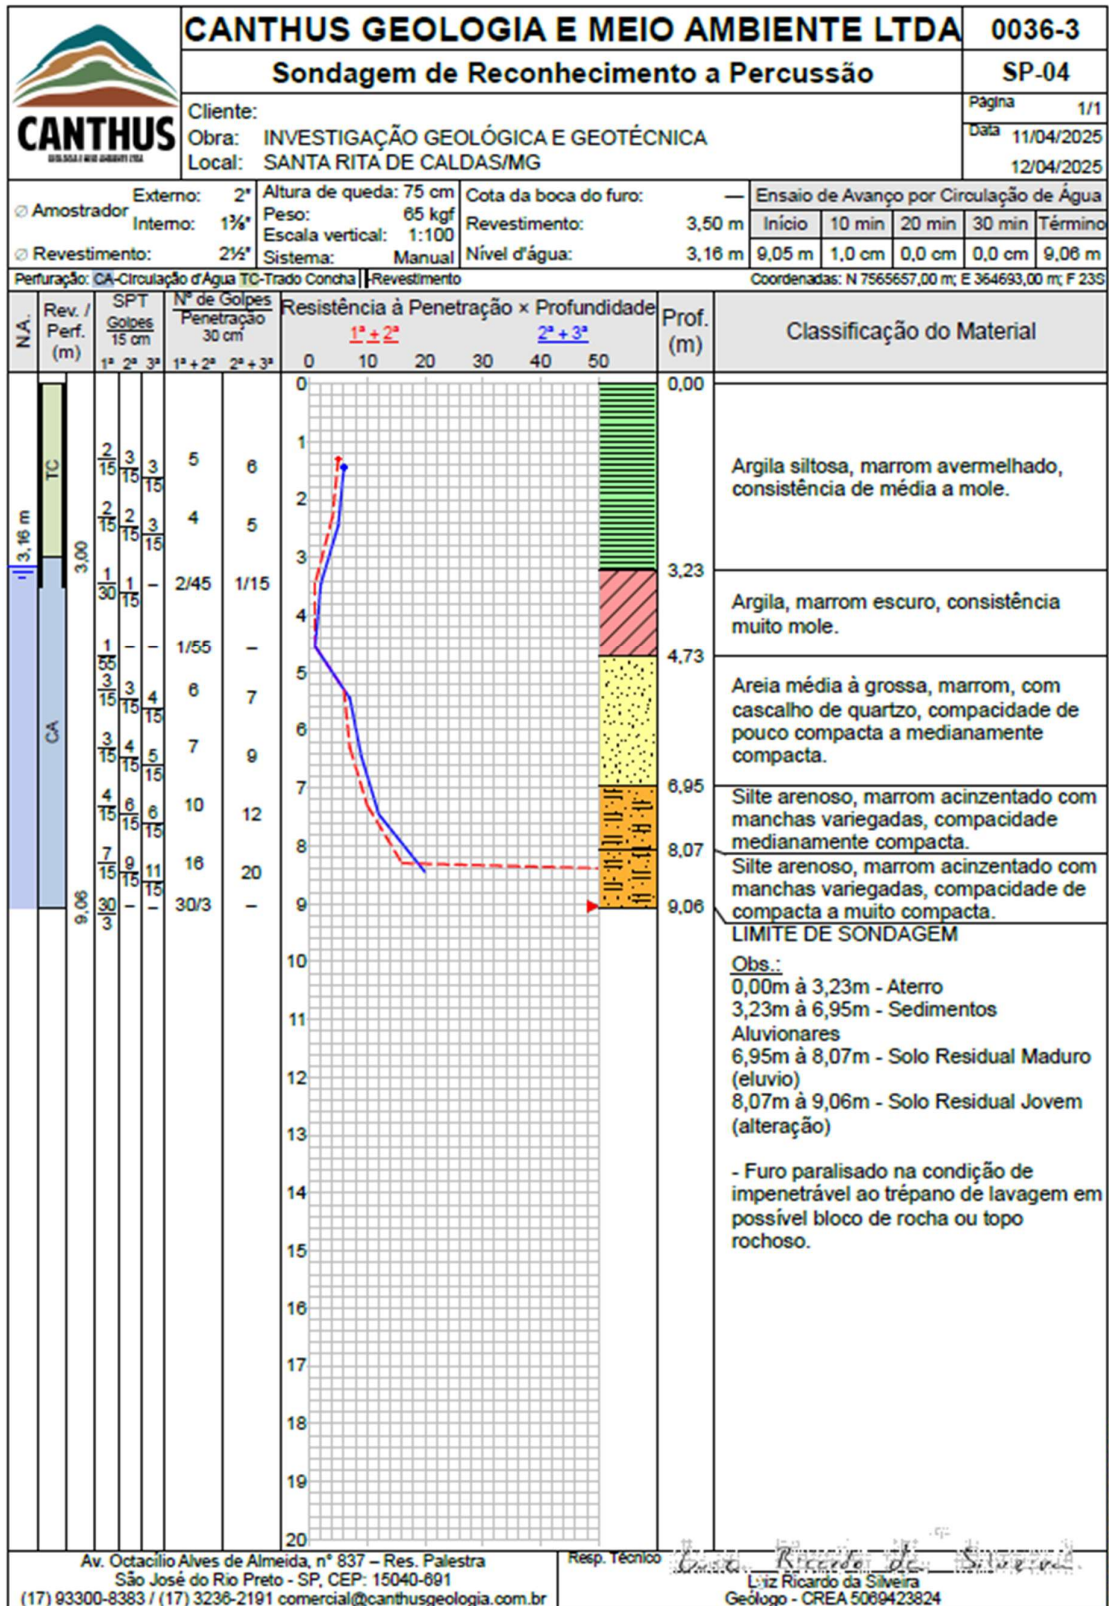 CANTHUS GEOLOGIA E MEIO AMBIENTE LTDA
0036-3
Sondagem de Reconhecimento a Percussão
SP-04
CANTHUS
GEOLOGIA E MEIO AMBIENTE LTDA
Cliente:
Obra: INVESTIGAÇÃO GEOLÓGICA E GEOTÉCNICA
Local: SANTA RITA DE CALDAS/MG
Página 1/1
Data 11/04/2025
12/04/2025
∅ Amostrador Externo: 2"
Interno: 1⅜"
∅ Revestimento: 2½"
Altura de queda: 75 cm
Peso: 65 kgf
Escala vertical: 1:100
Sistema: Manual
Cota da boca do furo: —
Revestimento: 3,50 m
Nível d'água: 3,16 m
Ensaio de Avanço por Circulação de Água
Início 10 min 20 min 30 min Término
9,05 m 1,0 cm 0,0 cm 0,0 cm 9,06 m
Perfuração: CA-Circulação d'Água TC-Trado Concha Revestimento
Coordenadas: N 7565657,00 m; E 364693,00 m; F 23S
N.A.
Rev. / Perf. (m)
SPT
Golpes
15 cm
1ª 2ª 3ª
Nº de Golpes
Penetração
30 cm
1ª + 2ª 2ª + 3ª
Resistência à Penetração × Profundidade
1ª + 2ª 2ª + 3ª
0 10 20 30 40 50
Prof.
(m)
Classificação do Material
3,16 m
TC
3,00
CA
9,06
2/15 3/15 3/15 5 6
2/15 2/15 3/15 4 5
1/30 1/15 – 2/45 1/15
1/55 – – 1/55 –
3/15 3/15 4/15 6 7
3/15 4/15 5/15 7 9
4/15 6/15 6/15 10 12
7/15 9/15 11/15 16 20
30/3 – – 30/3 –
0
1
2
3
4
5
6
7
8
9
10
11
12
13
14
15
16
17
18
19
20
0,00
Argila siltosa, marrom avermelhado,
consistência de média a mole.
3,23
Argila, marrom escuro, consistência
muito mole.
4,73
Areia média à grossa, marrom, com
cascalho de quartzo, compacidade de
pouco compacta a medianamente
compacta.
6,95
Silte arenoso, marrom acinzentado com
manchas variegadas, compacidade
medianamente compacta.
8,07
Silte arenoso, marrom acinzentado com
manchas variegadas, compacidade de
compacta a muito compacta.
9,06
LIMITE DE SONDAGEM
Obs.:
0,00m à 3,23m - Aterro
3,23m à 6,95m - Sedimentos
Aluvionares
6,95m à 8,07m - Solo Residual Maduro
(eluvio)
8,07m à 9,06m - Solo Residual Jovem
(alteração)
- Furo paralisado na condição de
impenetrável ao trépano de lavagem em
possível bloco de rocha ou topo
rochoso.
Av. Octacílio Alves de Almeida, n° 837 – Res. Palestra
São José do Rio Preto - SP, CEP: 15040-691
(17) 93300-8383 / (17) 3236-2191 comercial@canthusgeologia.com.br
Resp. Técnico
Luiz Ricardo da Silveira
Geólogo - CREA 5069423824